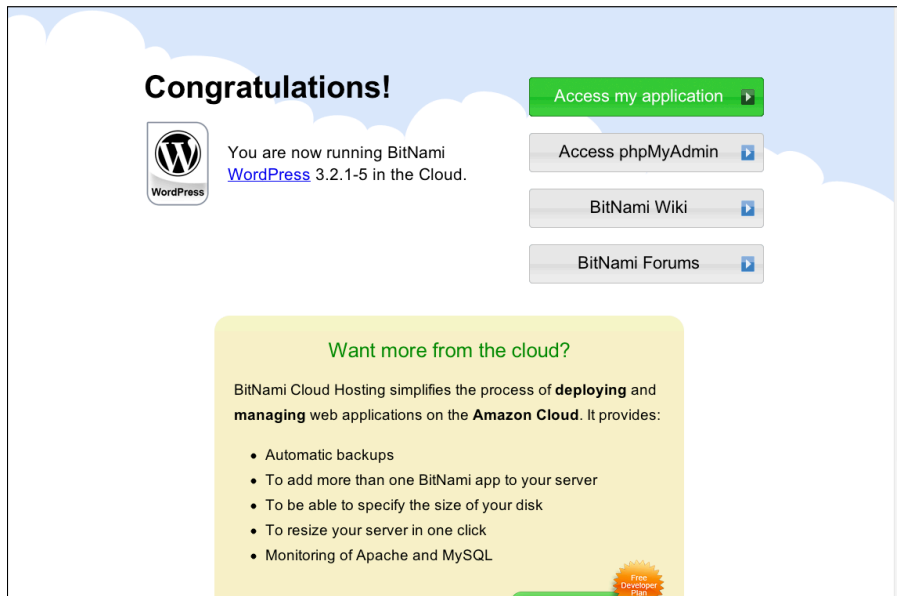 Congratulations!
WordPress
You are now running BitNami
WordPress 3.2.1-5 in the Cloud.
Access my application
Access phpMyAdmin
BitNami Wiki
BitNami Forums
Want more from the cloud?
BitNami Cloud Hosting simplifies the process of deploying and
managing web applications on the Amazon Cloud. It provides:
Automatic backups
To add more than one BitNami app to your server
To be able to specify the size of your disk
To resize your server in one click
Monitoring of Apache and MySQL
Free
Developer
Plan